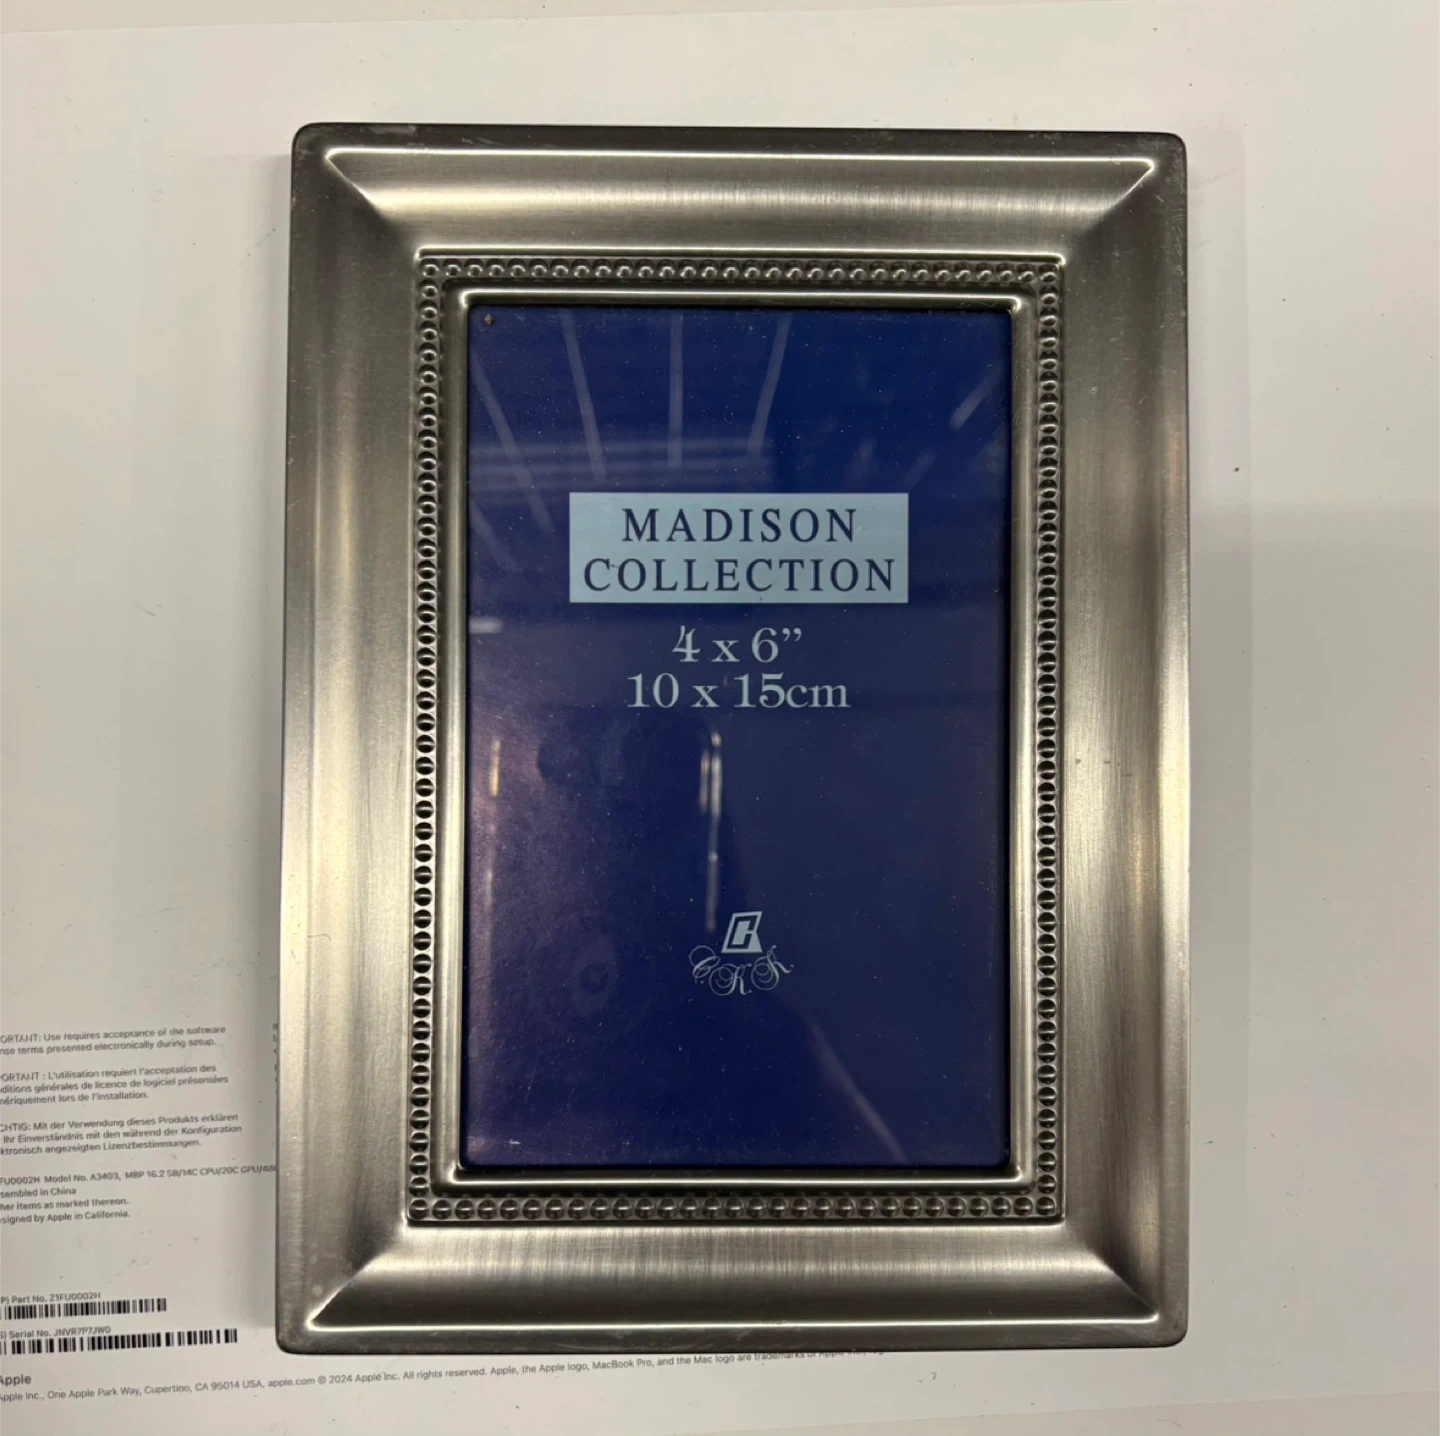 MADISON
COLLECTION
4 x 6”
10 x 15cm
C
C.K.K
ORTANT: Use requires acceptance of the software
nse terms presented electronically during setup.
ORTANT : L'utilisation requiert l'acceptation des
ditions générales de licence de logiciel présentées
ériquement lors de l'installation.
CHTIG: Mit der Verwendung dieses Produkts erklären
Ihr Einverständnis mit den während der Konfiguration
ktronisch angezeigten Lizenzbestimmungen.
FU0002H Model No. A3403, MBP 16.2 SB/14C CPU/20C GPU/48
sembled in China
her items as marked thereon.
signed by Apple in California.
P) Part No. Z1FU0002H
S) Serial No. JNVR7P7JW0
Apple
Apple Inc., One Apple Park Way, Cupertino, CA 95014 USA, apple.com © 2024 Apple Inc. All rights reserved. Apple, the Apple logo, MacBook Pro, and the Mac logo are trademarks of Apple Inc., reg